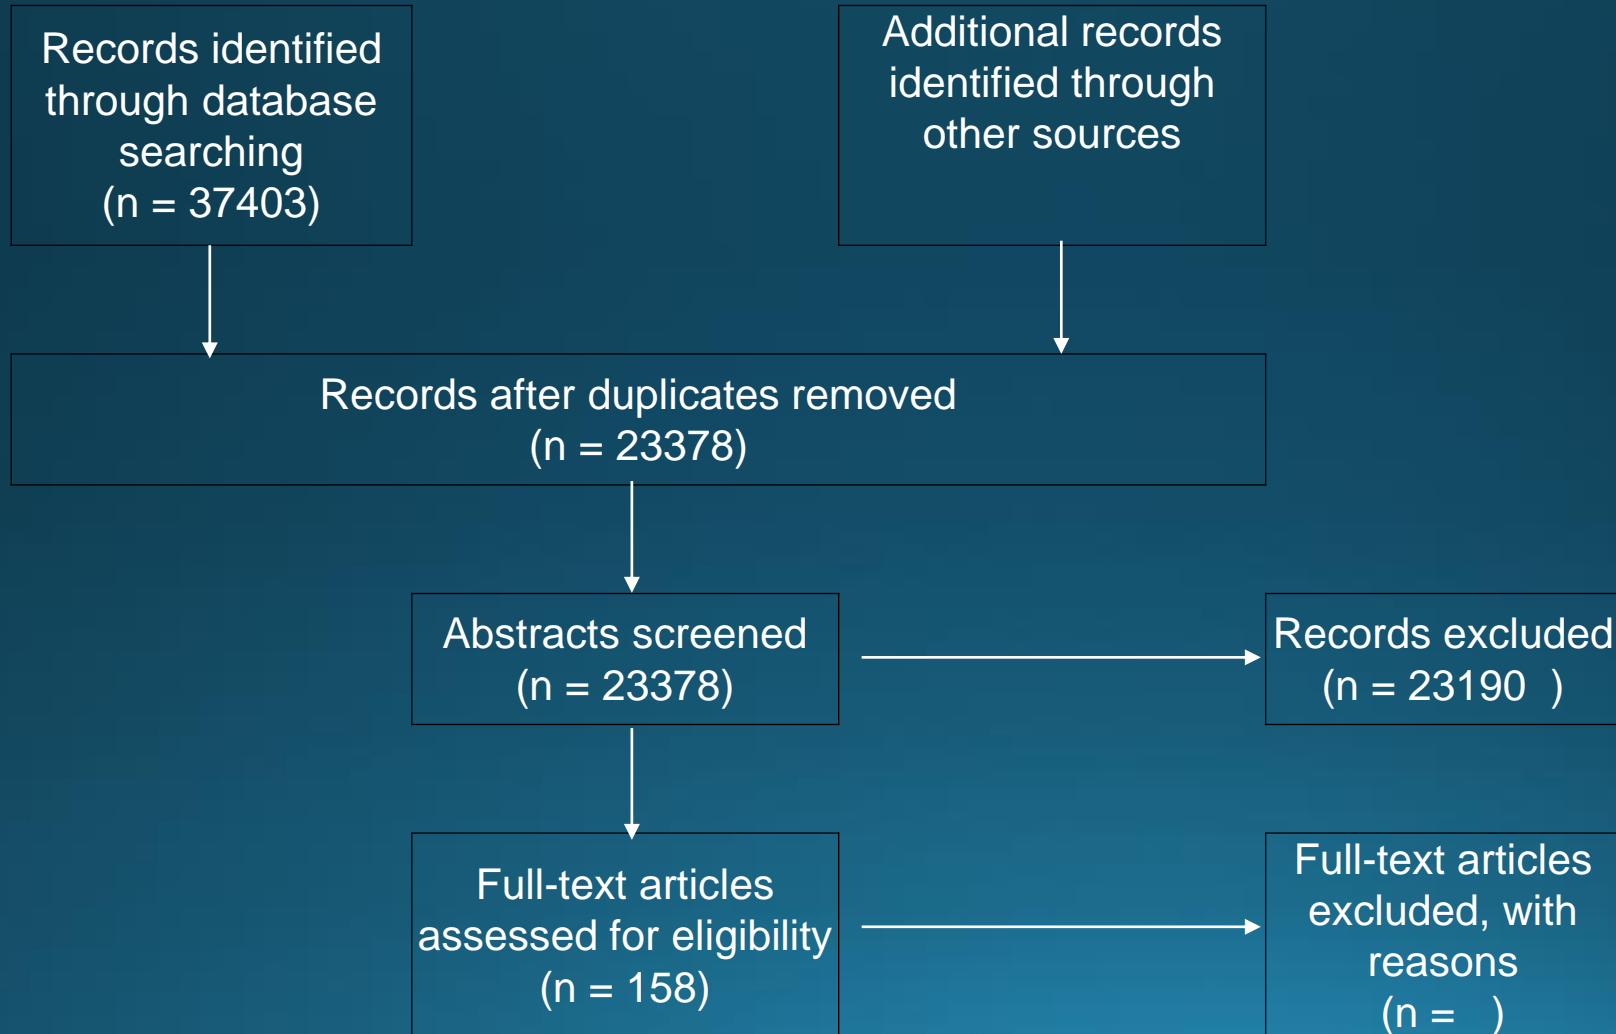 Records identified
through database
searching
(n = 37403)
Additional records
identified through
other sources
Records after duplicates removed
(n = 23378)
Abstracts screened
(n = 23378)
Records excluded
(n = 23190  )
Full-text articles
assessed for eligibility
(n = 158)
Full-text articles
excluded, with
reasons
(n =   )